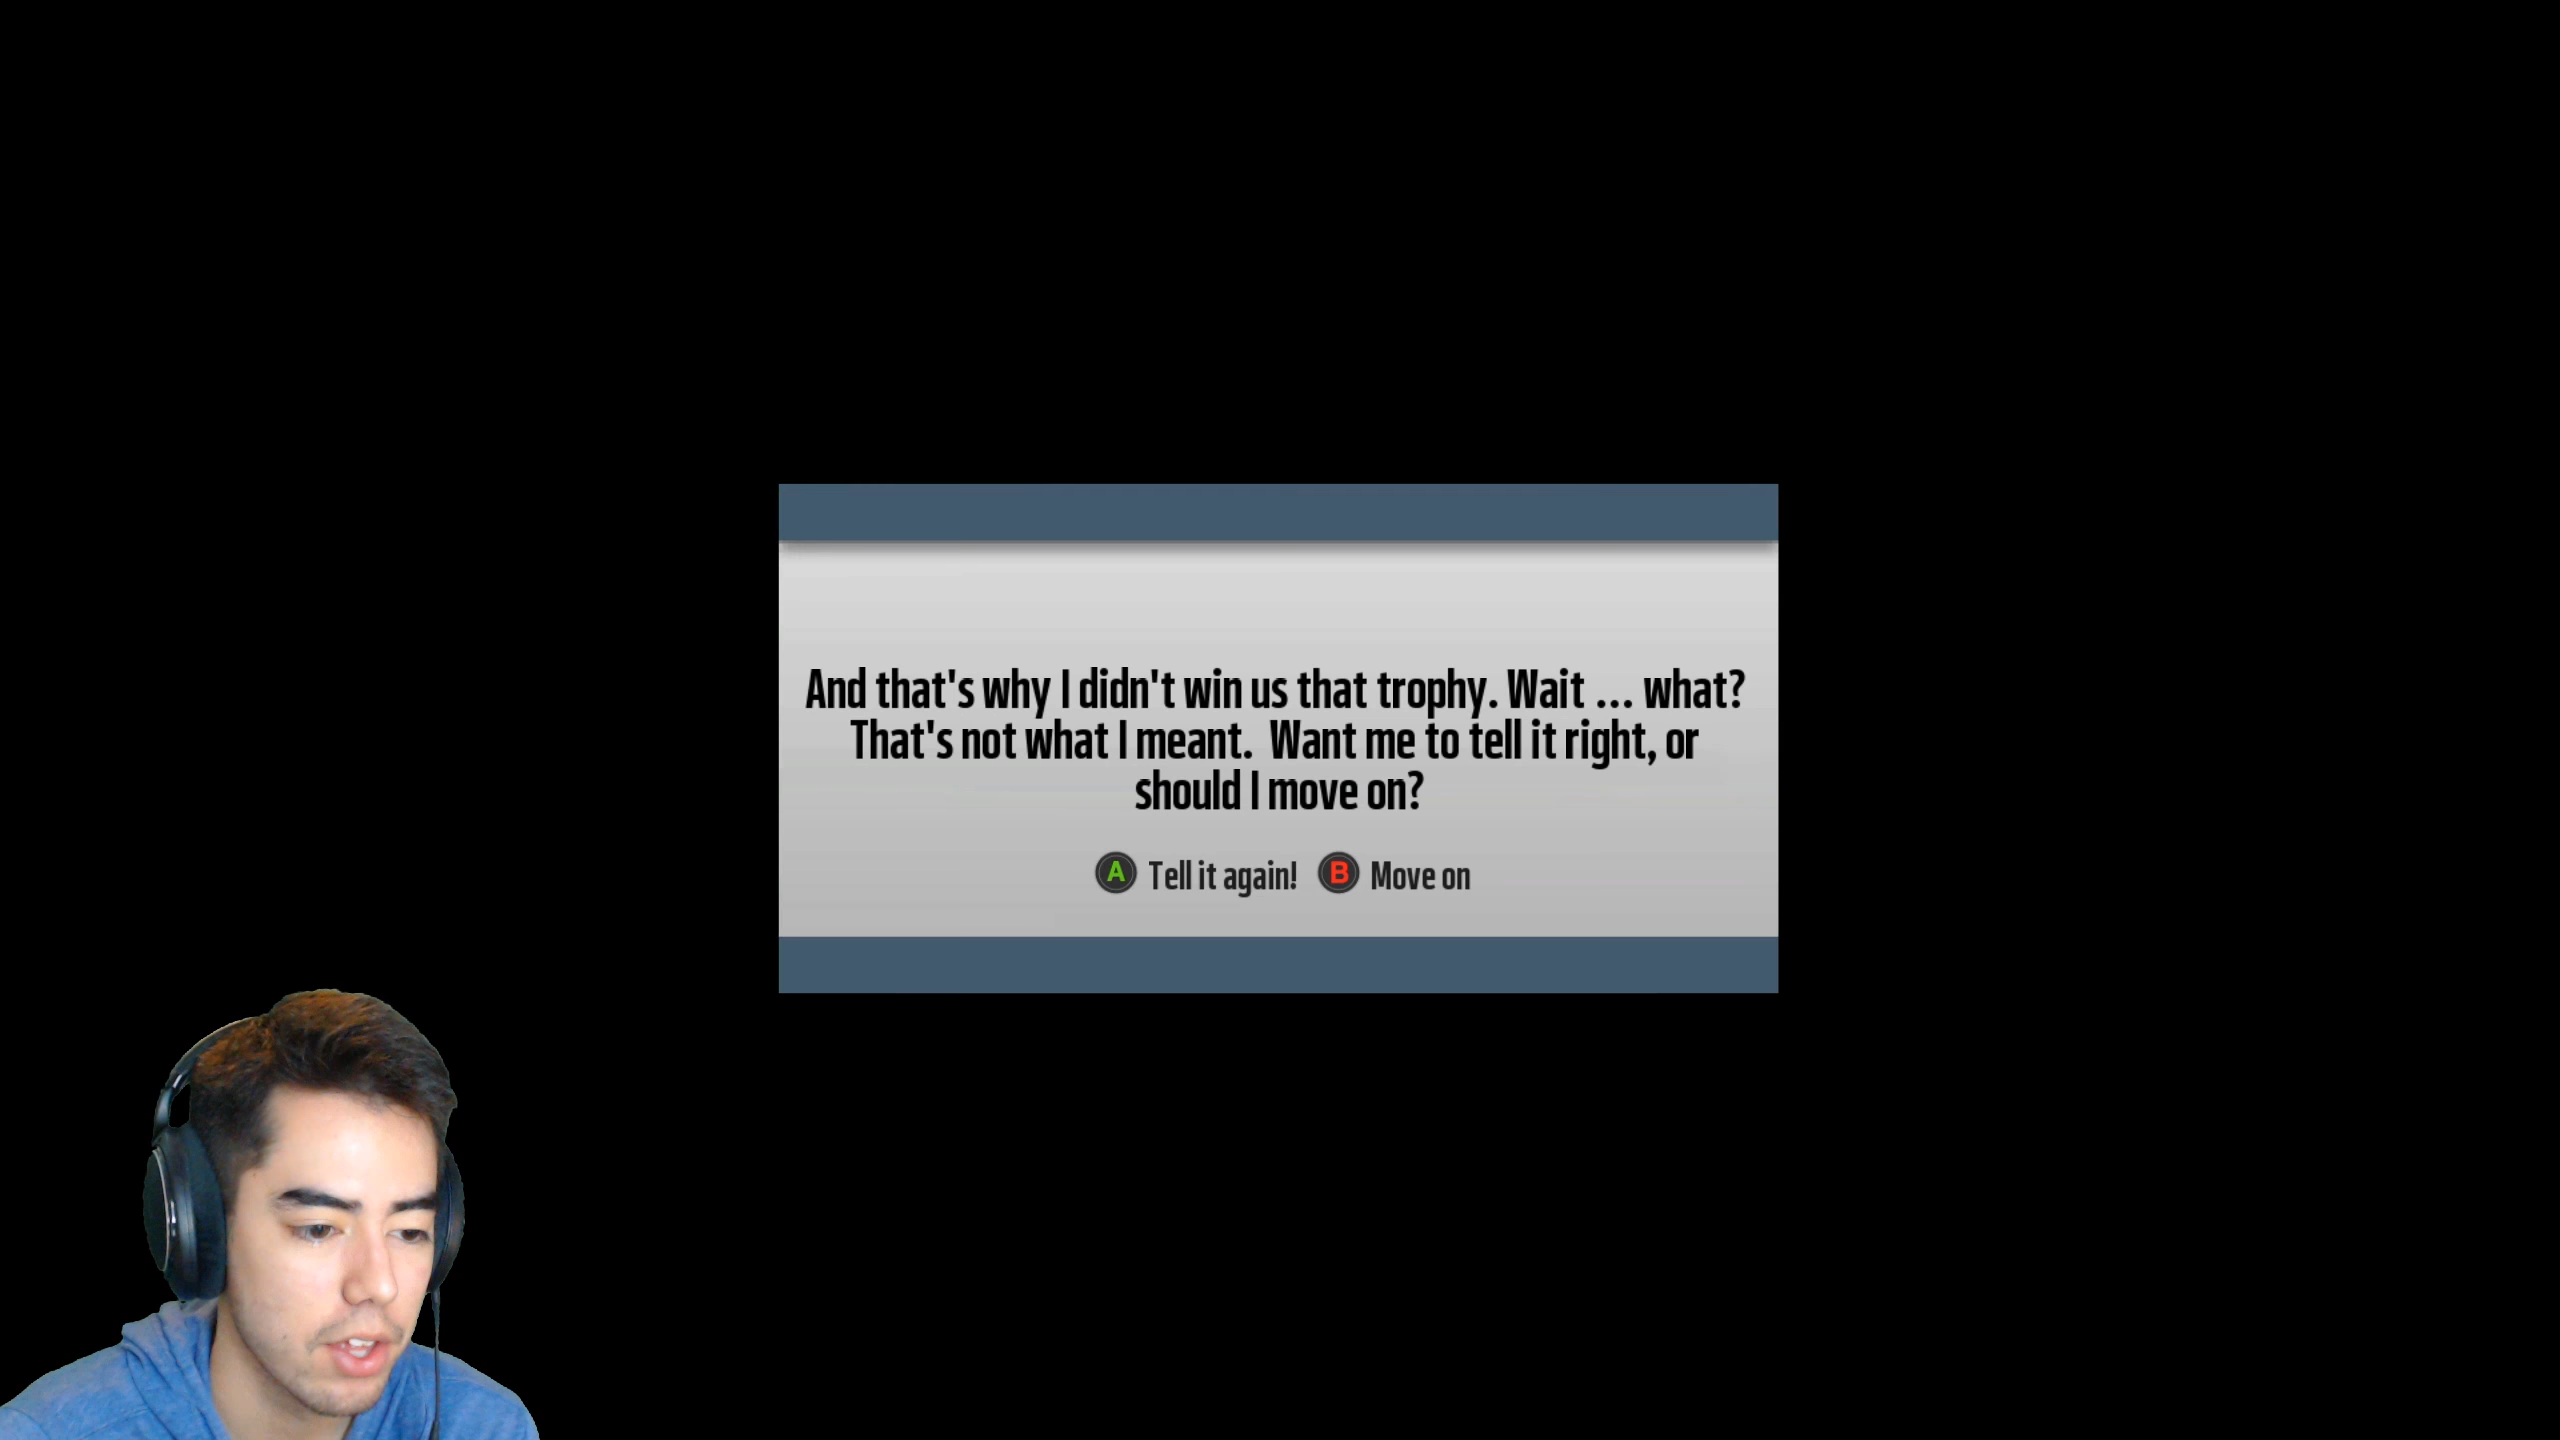 And that's why I didn't win us that trophy. Wait ... what?
That's not what I meant.  Want me to tell it right, or
should I move on?
A Tell it again! B Move on